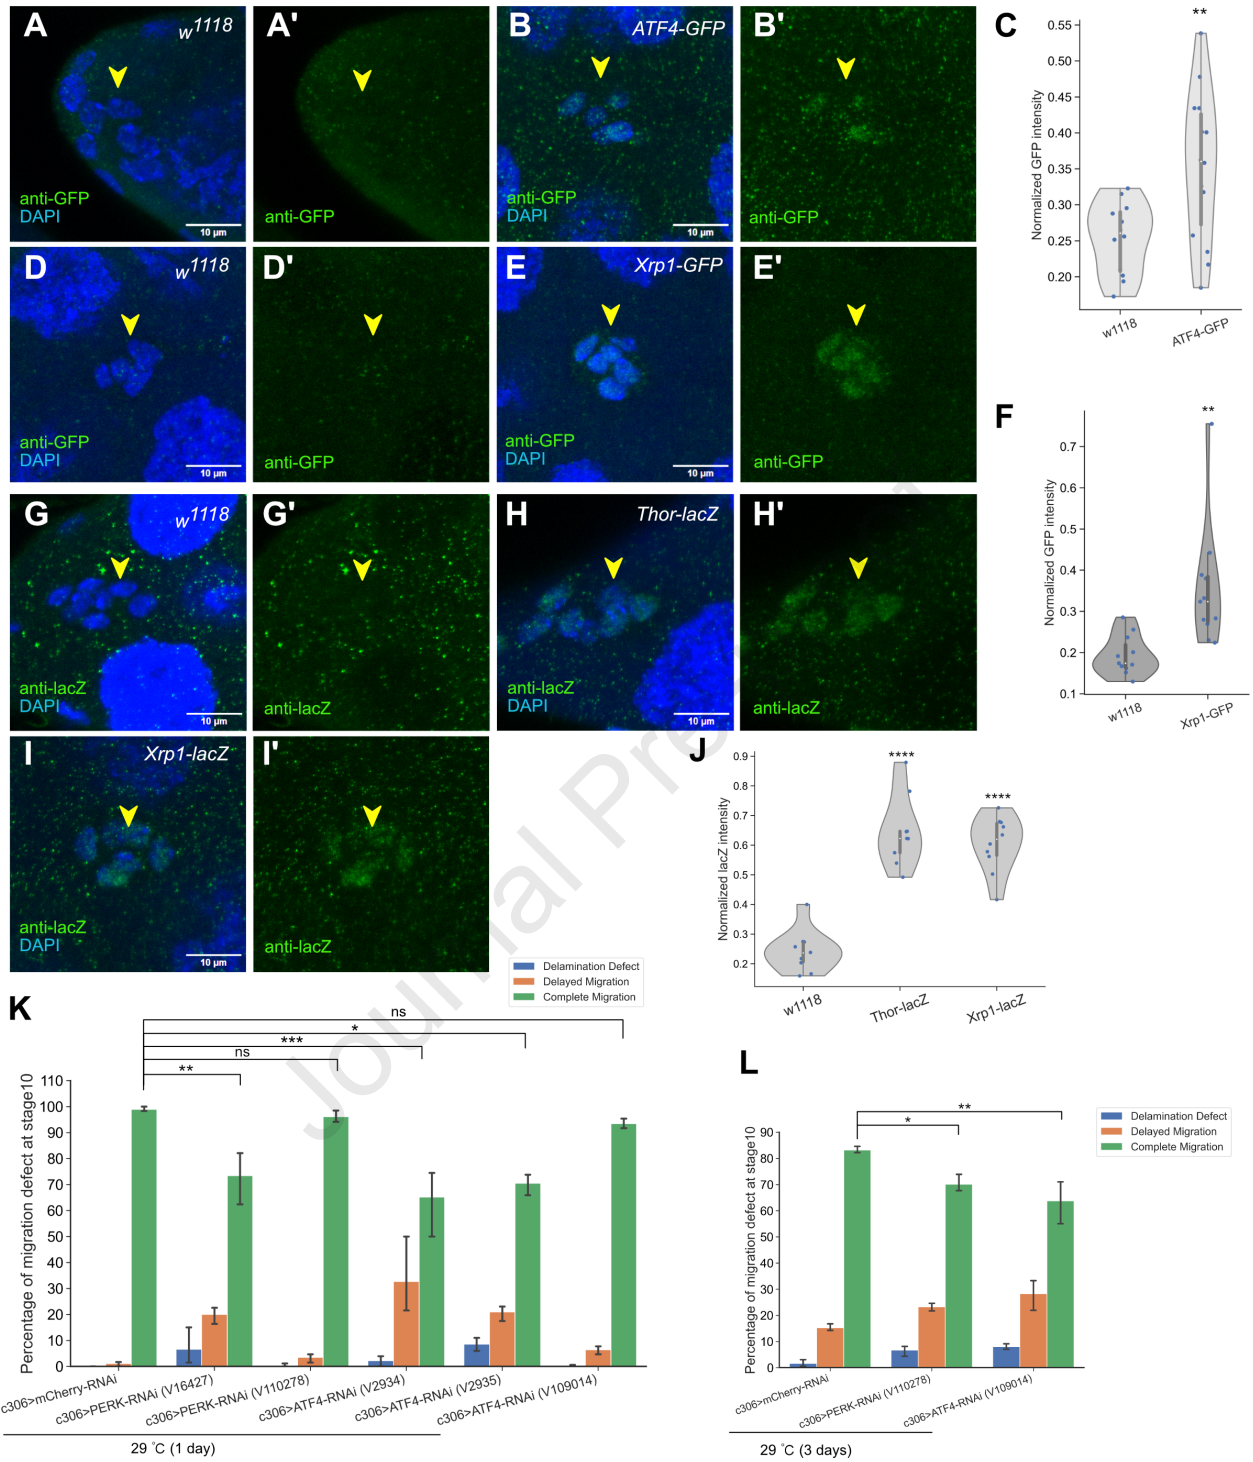 A
w1118
anti-GFP
DAPI
10 µm
A'
anti-GFP
B
ATF4-GFP
anti-GFP
DAPI
10 µm
B'
anti-GFP
C
**
Normalized GFP intensity
0.55
0.50
0.45
0.40
0.35
0.30
0.25
0.20
w1118
ATF4-GFP
D
w1118
anti-GFP
DAPI
10 µm
D'
anti-GFP
E
Xrp1-GFP
anti-GFP
DAPI
10 µm
E'
anti-GFP
F
**
Normalized GFP intensity
0.7
0.6
0.5
0.4
0.3
0.2
0.1
w1118
Xrp1-GFP
G
w1118
anti-lacZ
DAPI
10 µm
G'
anti-lacZ
H
Thor-lacZ
anti-lacZ
DAPI
10 µm
H'
anti-lacZ
I
Xrp1-lacZ
anti-lacZ
DAPI
10 µm
I'
anti-lacZ
J
****
****
Normalized lacZ intensity
0.9
0.8
0.7
0.6
0.5
0.4
0.3
0.2
w1118
Thor-lacZ
Xrp1-lacZ
Delamination Defect
Delayed Migration
Complete Migration
K
ns
*
***
ns
**
Percentage of migration defect at stage10
110
100
90
80
70
60
50
40
30
20
10
0
c306>mCherry-RNAi
c306>PERK-RNAi (V16427)
c306>PERK-RNAi (V110278)
c306>ATF4-RNAi (V2934)
c306>ATF4-RNAi (V2935)
c306>ATF4-RNAi (V109014)
29 °C (1 day)
L
**
*
Delamination Defect
Delayed Migration
Complete Migration
Percentage of migration defect at stage10
90
80
70
60
50
40
30
20
10
0
c306>mCherry-RNAi
c306>PERK-RNAi (V110278)
c306>ATF4-RNAi (V109014)
29 °C (3 days)
Journal Pre